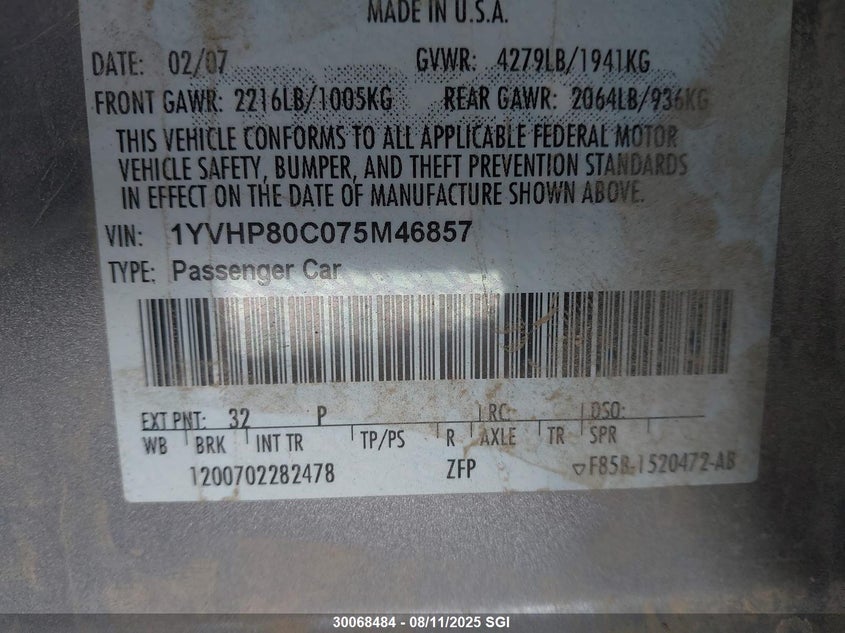 MADE IN U.S.A.
DATE: 02/07 GVWR: 4279LB/1941KG
FRONT GAWR: 2216LB/1005KG REAR GAWR: 2064LB/936KG
THIS VEHICLE CONFORMS TO ALL APPLICABLE FEDERAL MOTOR
VEHICLE SAFETY, BUMPER, AND THEFT PREVENTION STANDARDS
IN EFFECT ON THE DATE OF MANUFACTURE SHOWN ABOVE.
VIN: 1YVHP80C075M46857
TYPE: Passenger Car
EXT PNT: 32 P RC: DSO:
WB BRK INT TR TP/PS R AXLE TR SPR
1200702282478 ZFP F85B-1520472-AB
30068484 - 08/11/2025 SGI